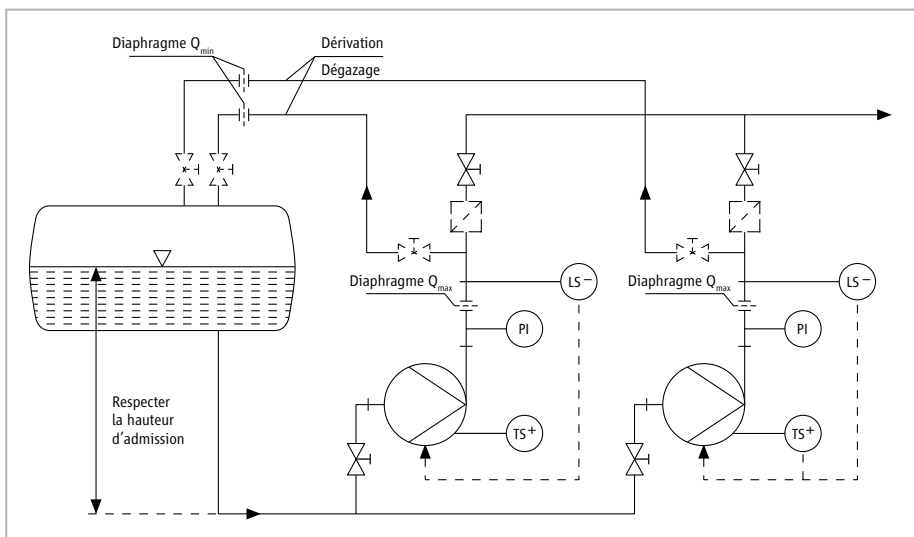 Diaphragme Qmin
Dérivation
Dégazage
Diaphragme Qmax
LS–
Diaphragme Qmax
LS–
PI
PI
Respecter
la hauteur
d'admission
TS+
TS+